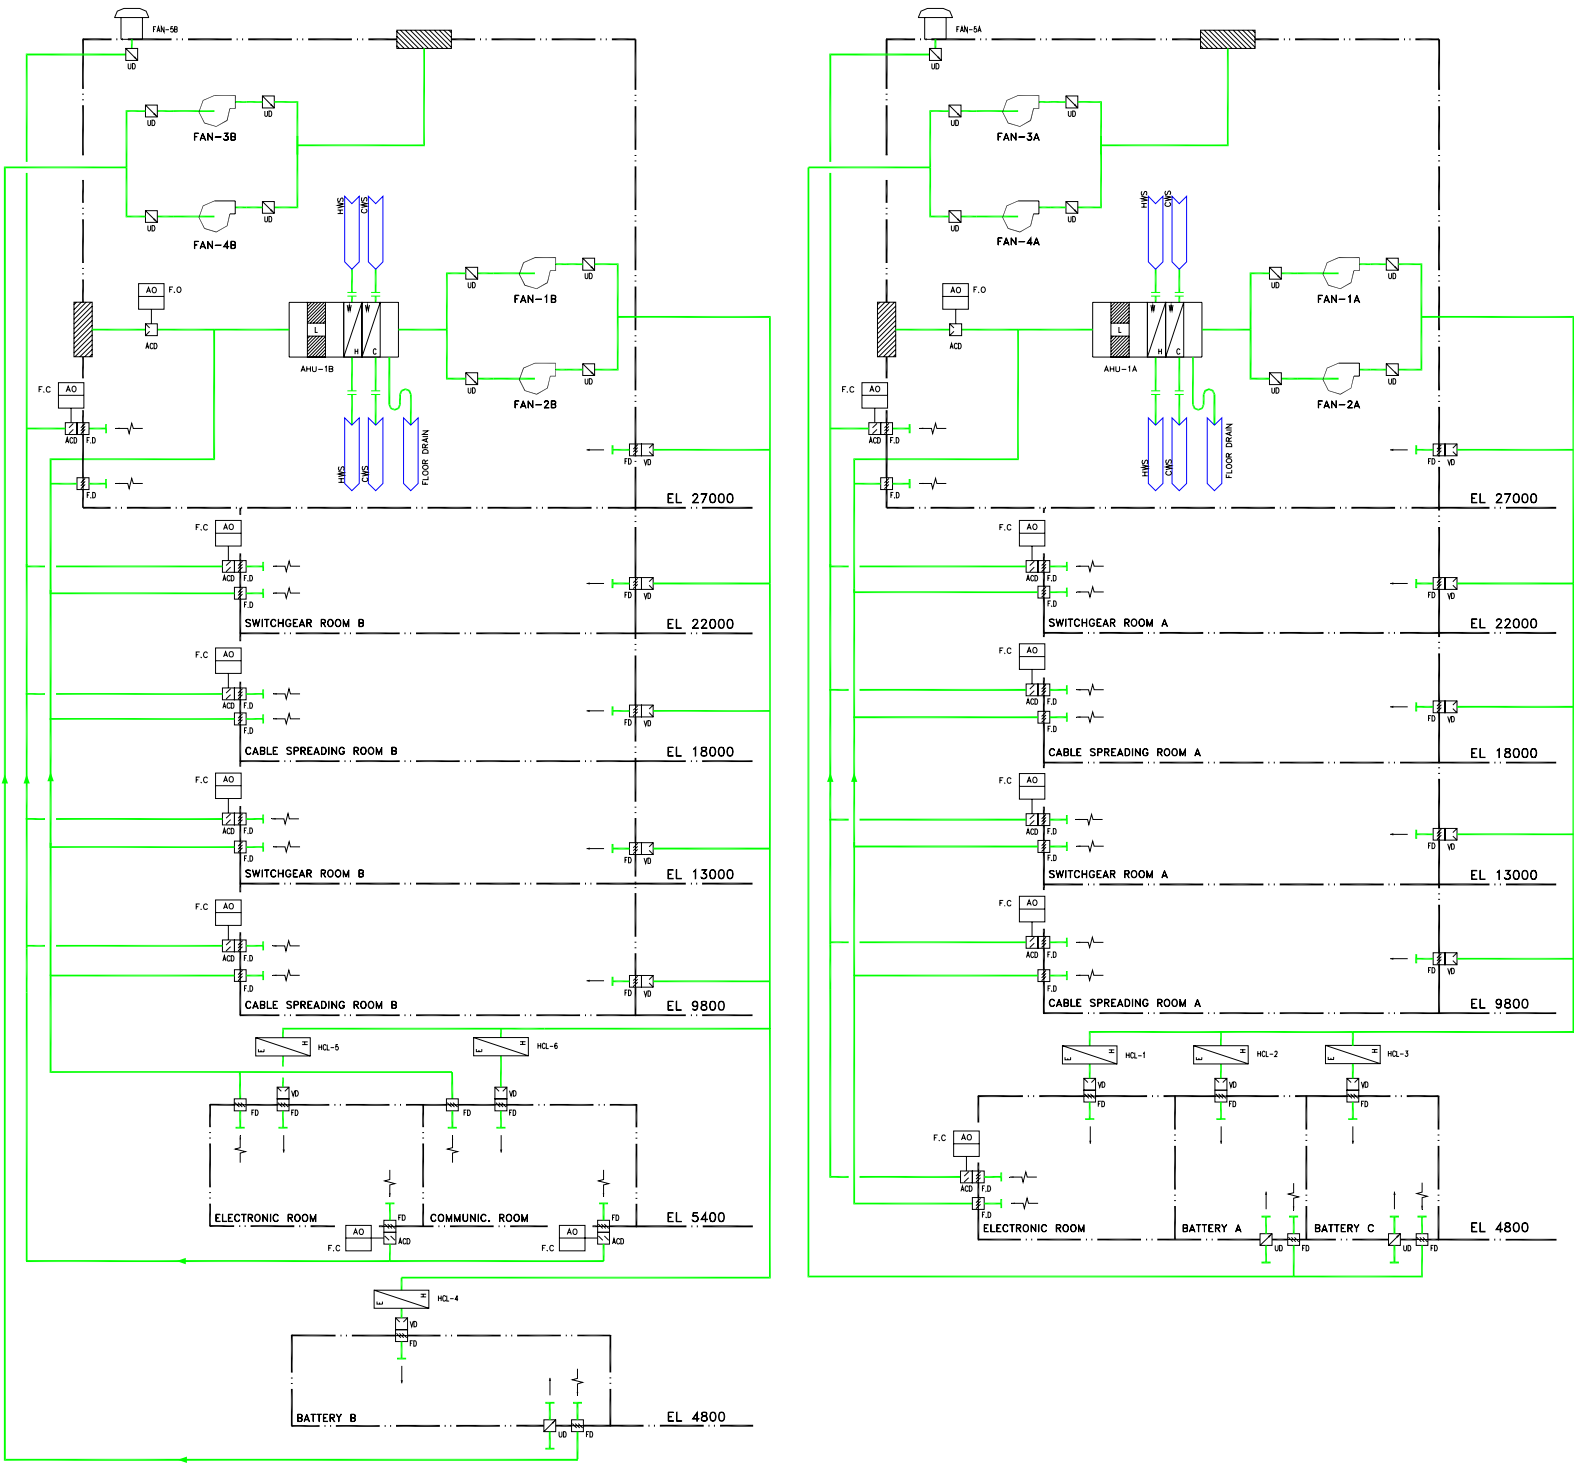 FAN-5B
UD
UD
UD
FAN-3B
UD
UD
FAN-4B
HWS
CWS
AO
F.O
ACD
L
H
C
AHU-1B
UD
UD
FAN-1B
UD
UD
FAN-2B
F.C
AO
ACD
F.D
F.D
HWS
CWS
FLOOR DRAIN
FD
VD
EL 27000
F.C
AO
ACD
F.D
F.D
FD
VD
SWITCHGEAR ROOM B
EL 22000
F.C
AO
ACD
F.D
F.D
FD
VD
CABLE SPREADING ROOM B
EL 18000
F.C
AO
ACD
F.D
F.D
FD
VD
SWITCHGEAR ROOM B
EL 13000
F.C
AO
ACD
F.D
F.D
FD
VD
CABLE SPREADING ROOM B
EL 9800
E
H
HCL-5
E
H
HCL-6
FD
VD
FD
FD
VD
FD
ELECTRONIC ROOM
F.C
AO
FD
ACD
COMMUNIC. ROOM
F.C
AO
FD
ACD
EL 5400
E
H
HCL-4
VD
FD
BATTERY B
UD
FD
EL 4800
FAN-5A
UD
UD
UD
FAN-3A
UD
UD
FAN-4A
HWS
CWS
AO
F.O
ACD
L
H
C
AHU-1A
UD
UD
FAN-1A
UD
UD
FAN-2A
F.C
AO
ACD
F.D
F.D
HWS
CWS
FLOOR DRAIN
FD
VD
EL 27000
F.C
AO
ACD
F.D
F.D
FD
VD
SWITCHGEAR ROOM A
EL 22000
F.C
AO
ACD
F.D
F.D
FD
VD
CABLE SPREADING ROOM A
EL 18000
F.C
AO
ACD
F.D
F.D
FD
VD
SWITCHGEAR ROOM A
EL 13000
F.C
AO
ACD
F.D
F.D
FD
VD
CABLE SPREADING ROOM A
EL 9800
E
H
HCL-1
E
H
HCL-2
E
H
HCL-3
VD
FD
VD
FD
VD
FD
F.C
AO
ACD
F.D
F.D
ELECTRONIC ROOM
BATTERY A
UD
FD
BATTERY C
UD
FD
EL 4800